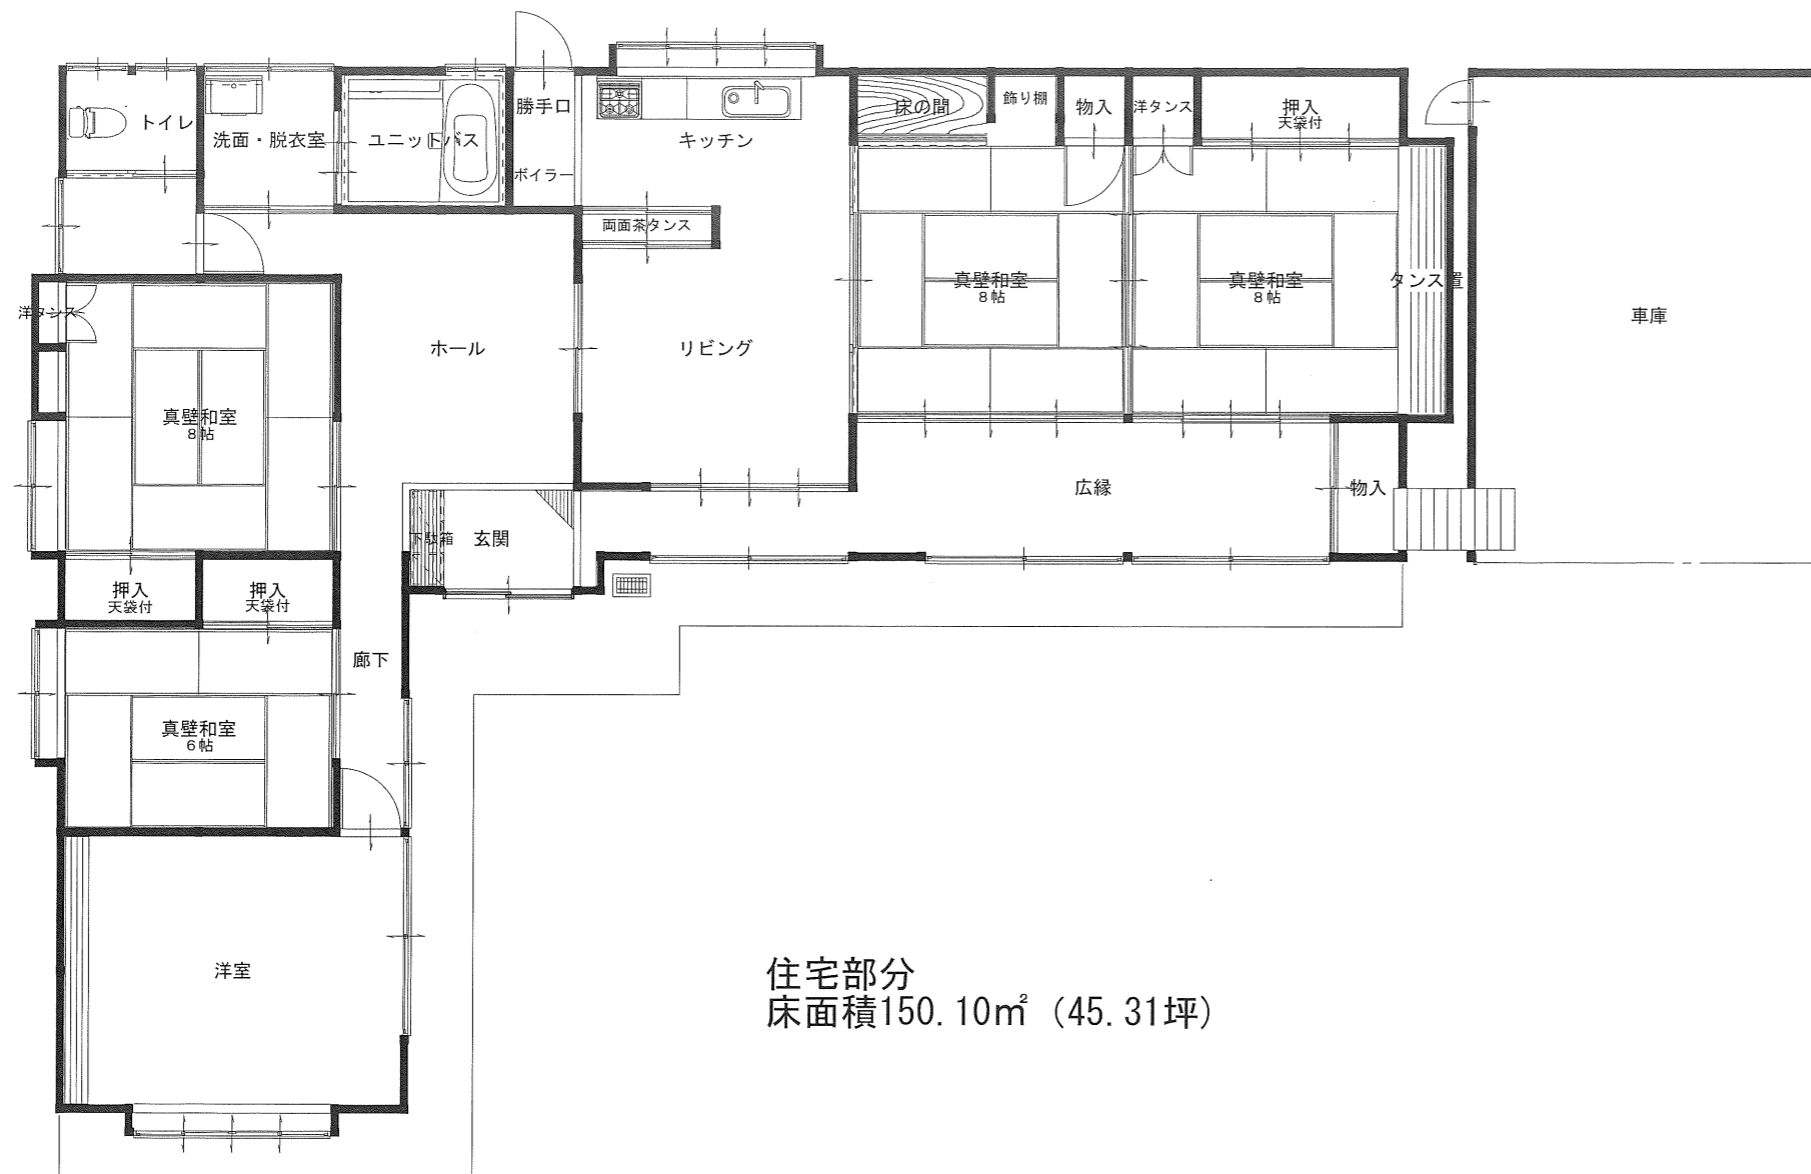 トイレ
洗面・脱衣室
ユニットバス
勝手口
ボイラー
キッチン
両面茶タンス
床の間
飾り棚
物入
洋タンス
押入
天袋付
真壁和室
8帖
真壁和室
8帖
タンス置
車庫
洋タンス
ホール
リビング
真壁和室
8帖
広縁
物入
下駄箱
玄関
押入
天袋付
押入
天袋付
廊下
真壁和室
6帖
洋室
住宅部分
床面積150.10㎡（45.31坪）